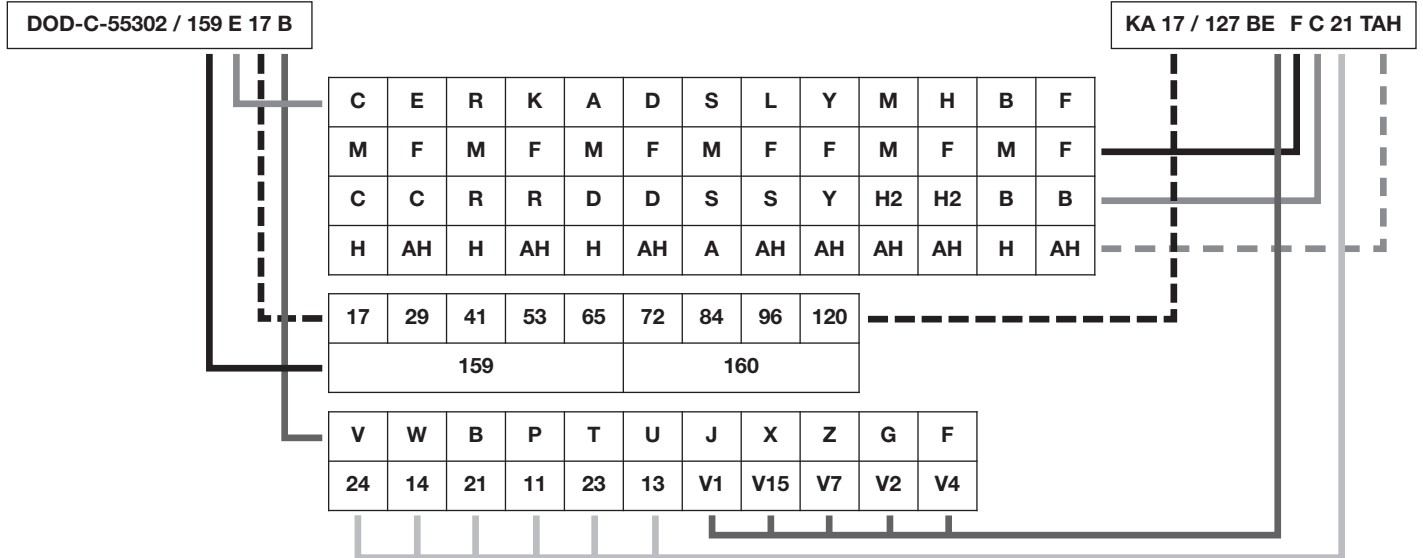 DOD-C-55302 / 159 E 17 B
KA 17 / 127 BE F C 21 TAH
C E R K A D S L Y M H B F
M F M F M F M F F M F M F
C C R R D D S S Y H2 H2 B B
H AH H AH H AH A AH AH AH AH H AH
17 29 41 53 65 72 84 96 120
159 160
V W B P T U J X Z G F
24 14 21 11 23 13 V1 V15 V7 V2 V4